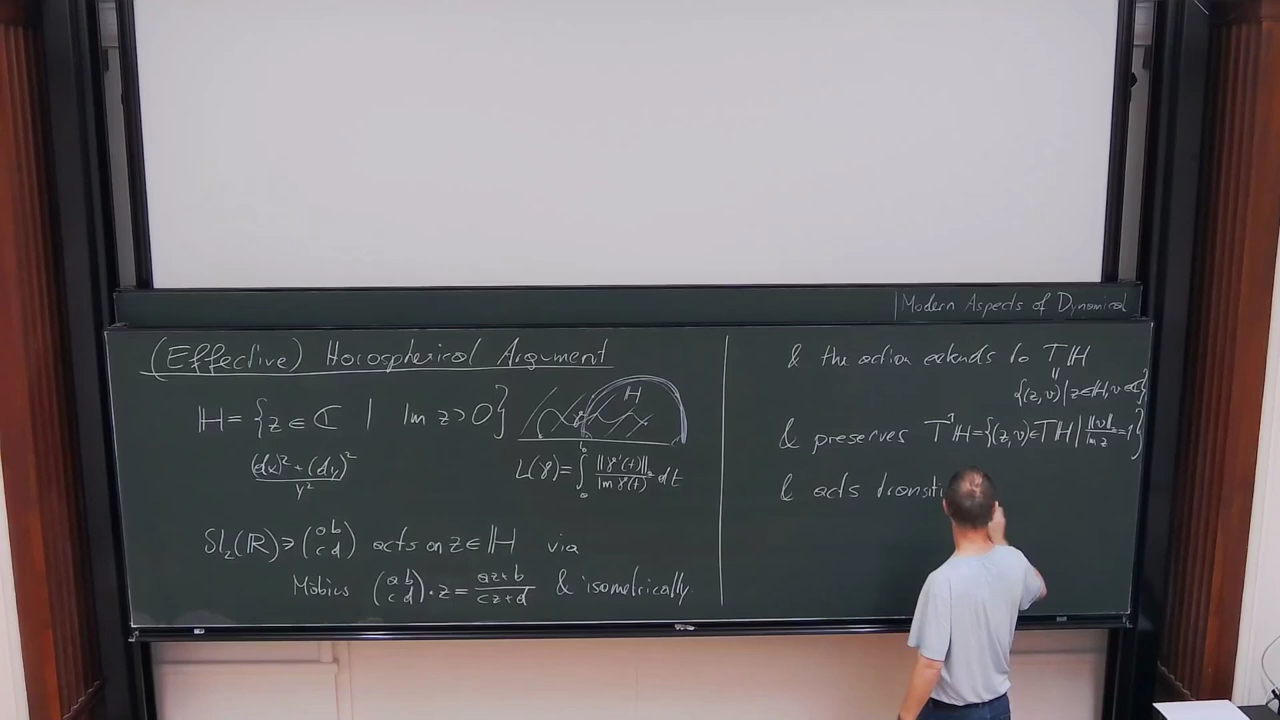 Modern Aspects of Dynamical
(Effective) Horospherical Argument
ℍ = {z ∈ ℂ | Im z > 0}
ℍ
(dx)² + (dy)² / y²
L(γ) = ∫ₐᵇ ‖γ'(t)‖₂ / Im γ(t) dt
SL₂(ℝ) ∋ (a b / c d) acts on z ∈ ℍ via
Möbius (a b / c d) · z = az+b / cz+d & isometrically.
& the action extends to Tℍ
=
{(z,v) | z∈ℍ, v∈ℂ}
& preserves T¹ℍ = {(z,v)∈Tℍ | ‖v‖₂ / Im z = 1}
& acts transiti